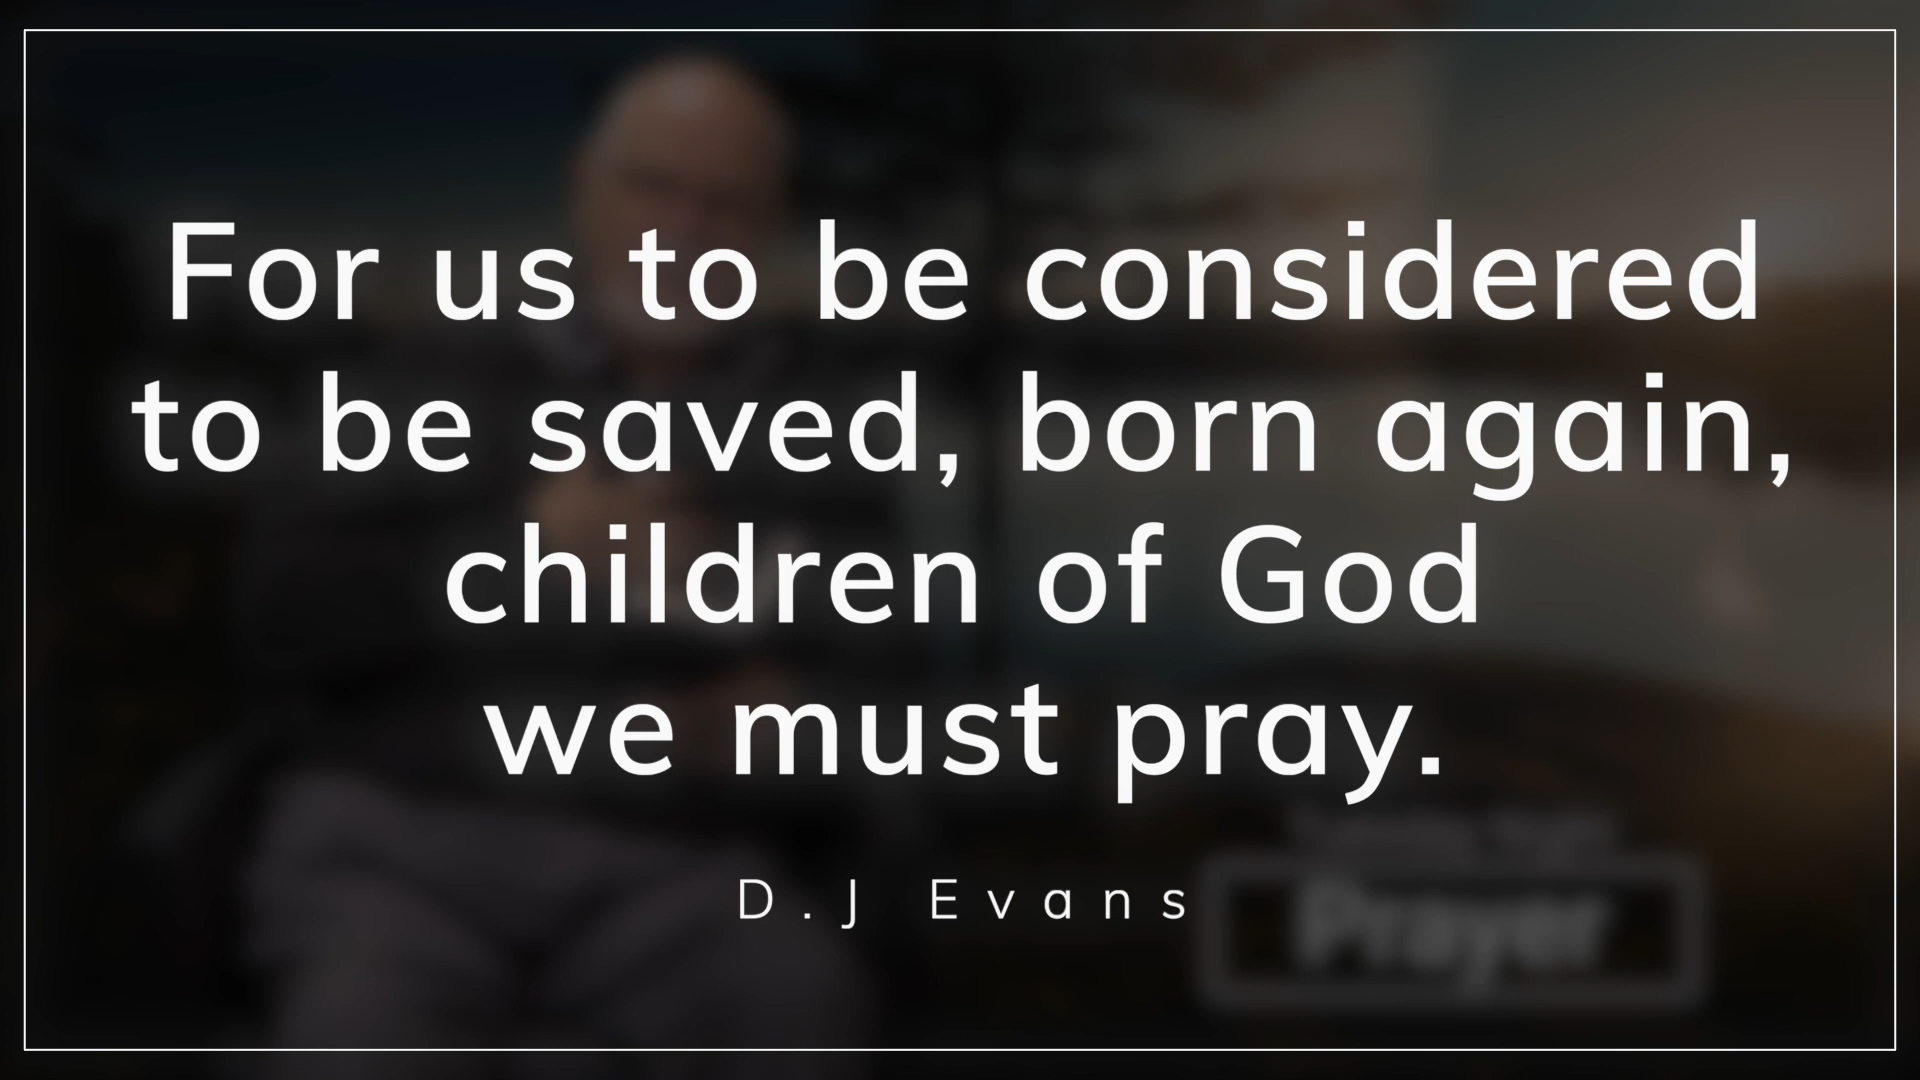 For us to be considered
to be saved, born again,
children of God
we must pray.
D.J Evans
Prayer